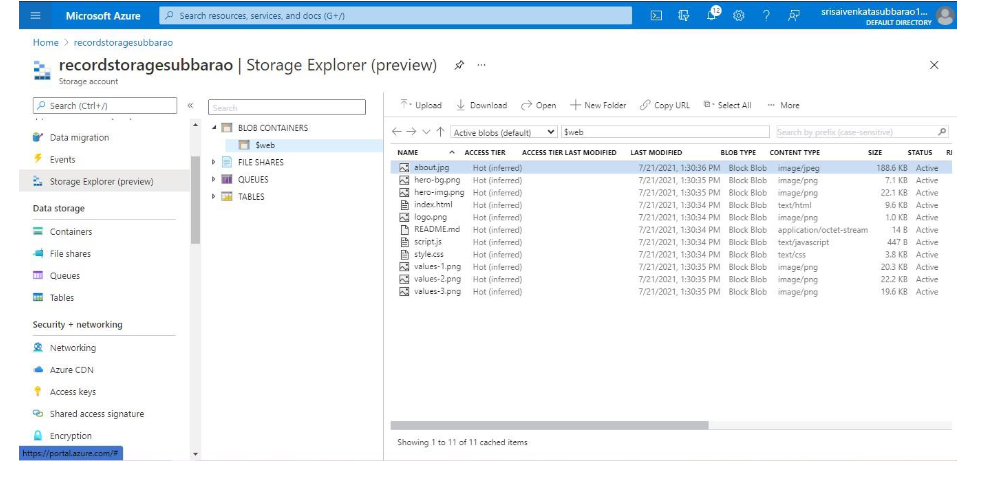 Microsoft Azure
Search resources, services, and docs (G+/)
12
srisaivenkatasubbarao1...
DEFAULT DIRECTORY
Home > recordstoragesubbarao
recordstoragesubbarao | Storage Explorer (preview) ...
Storage account
Search (Ctrl+/)
Data migration
Events
Storage Explorer (preview)
Data storage
Containers
File shares
Queues
Tables
Security + networking
Networking
Azure CDN
Access keys
Shared access signature
Encryption
https://portal.azure.com/#
Search
BLOB CONTAINERS
$web
FILE SHARES
QUEUES
TABLES
Upload Download Open New Folder Copy URL Select All ... More
Active blobs (default) $web Search by prefix (case-sensitive)
NAME ACCESS TIER ACCESS TIER LAST MODIFIED LAST MODIFIED BLOB TYPE CONTENT TYPE SIZE STATUS RI
about.jpg Hot (inferred) 7/21/2021, 1:30:36 PM Block Blob image/jpeg 188.6 KB Active
hero-bg.png Hot (inferred) 7/21/2021, 1:30:35 PM Block Blob image/png 7.1 KB Active
hero-img.png Hot (inferred) 7/21/2021, 1:30:36 PM Block Blob image/png 22.1 KB Active
index.html Hot (inferred) 7/21/2021, 1:30:34 PM Block Blob text/html 9.6 KB Active
logo.png Hot (inferred) 7/21/2021, 1:30:35 PM Block Blob image/png 1.0 KB Active
README.md Hot (inferred) 7/21/2021, 1:30:34 PM Block Blob application/octet-stream 14 B Active
script.js Hot (inferred) 7/21/2021, 1:30:34 PM Block Blob text/javascript 447 B Active
style.css Hot (inferred) 7/21/2021, 1:30:34 PM Block Blob text/css 3.8 KB Active
values-1.png Hot (inferred) 7/21/2021, 1:30:35 PM Block Blob image/png 20.3 KB Active
values-2.png Hot (inferred) 7/21/2021, 1:30:35 PM Block Blob image/png 22.2 KB Active
values-3.png Hot (inferred) 7/21/2021, 1:30:35 PM Block Blob image/png 19.6 KB Active
Showing 1 to 11 of 11 cached items